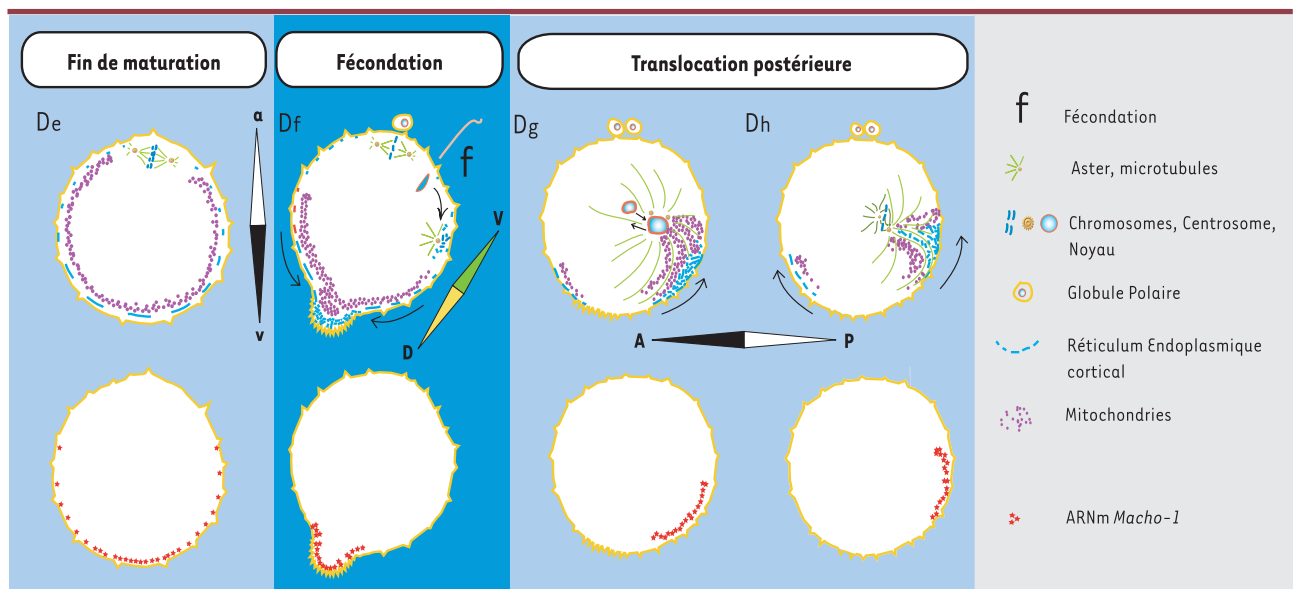 Fin de maturation
Fécondation
Translocation postérieure
De
a
v
Df
f
V
D
Dg
Dh
A
P
f
Fécondation
Aster, microtubules
Chromosomes, Centrosome,
Noyau
Globule Polaire
Réticulum Endoplasmique
cortical
Mitochondries
ARNm Macho-1